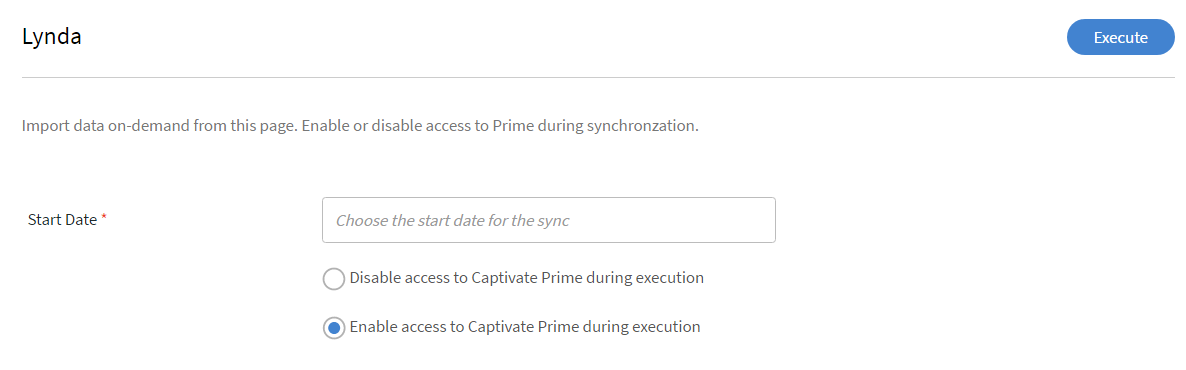 Lynda
Execute
Import data on-demand from this page. Enable or disable access to Prime during synchronzation.
Start Date *
Choose the start date for the sync
Disable access to Captivate Prime during execution
Enable access to Captivate Prime during execution